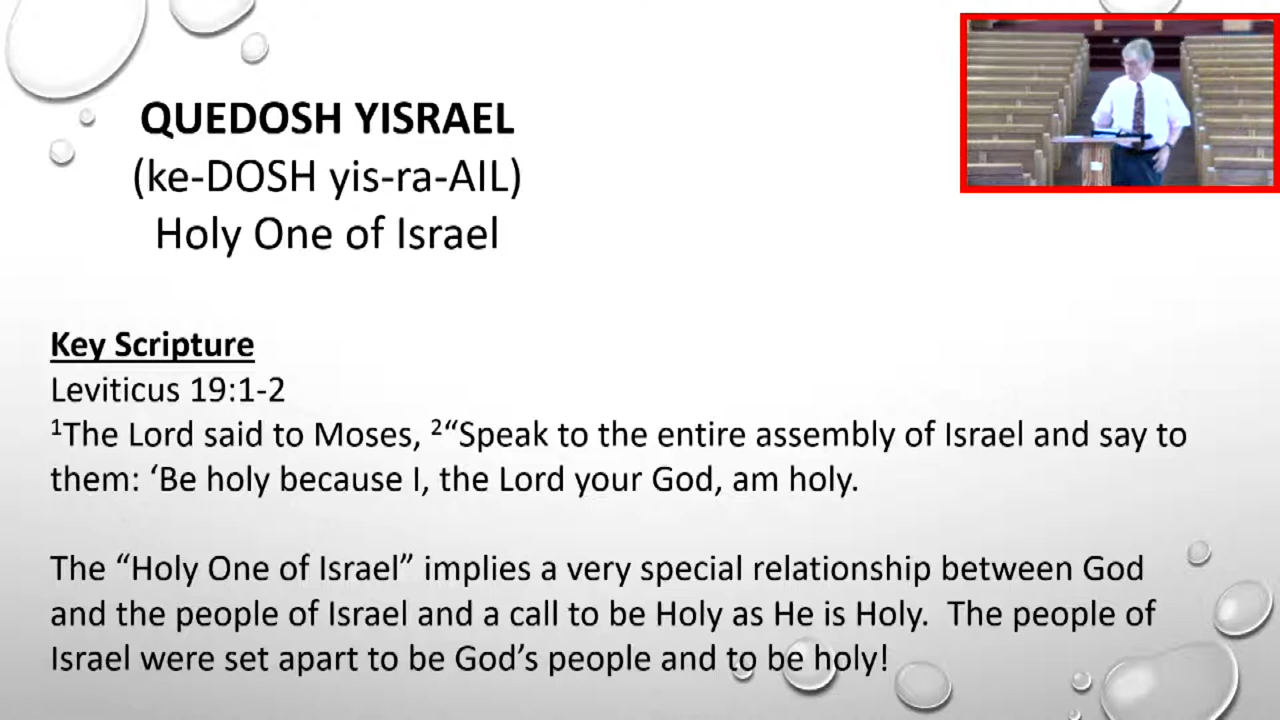 QUEDOSH YISRAEL
(ke-DOSH yis-ra-AIL)
Holy One of Israel
Key Scripture
Leviticus 19:1-2
¹The Lord said to Moses, ²“Speak to the entire assembly of Israel and say to
them: ‘Be holy because I, the Lord your God, am holy.
The “Holy One of Israel” implies a very special relationship between God
and the people of Israel and a call to be Holy as He is Holy.  The people of
Israel were set apart to be God’s people and to be holy!